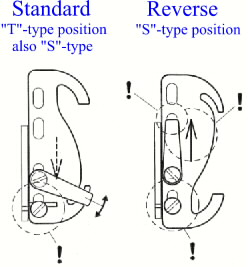 Standard
"T"-type position
also "S"-type
Reverse
"S"-type position
!
!
!
!